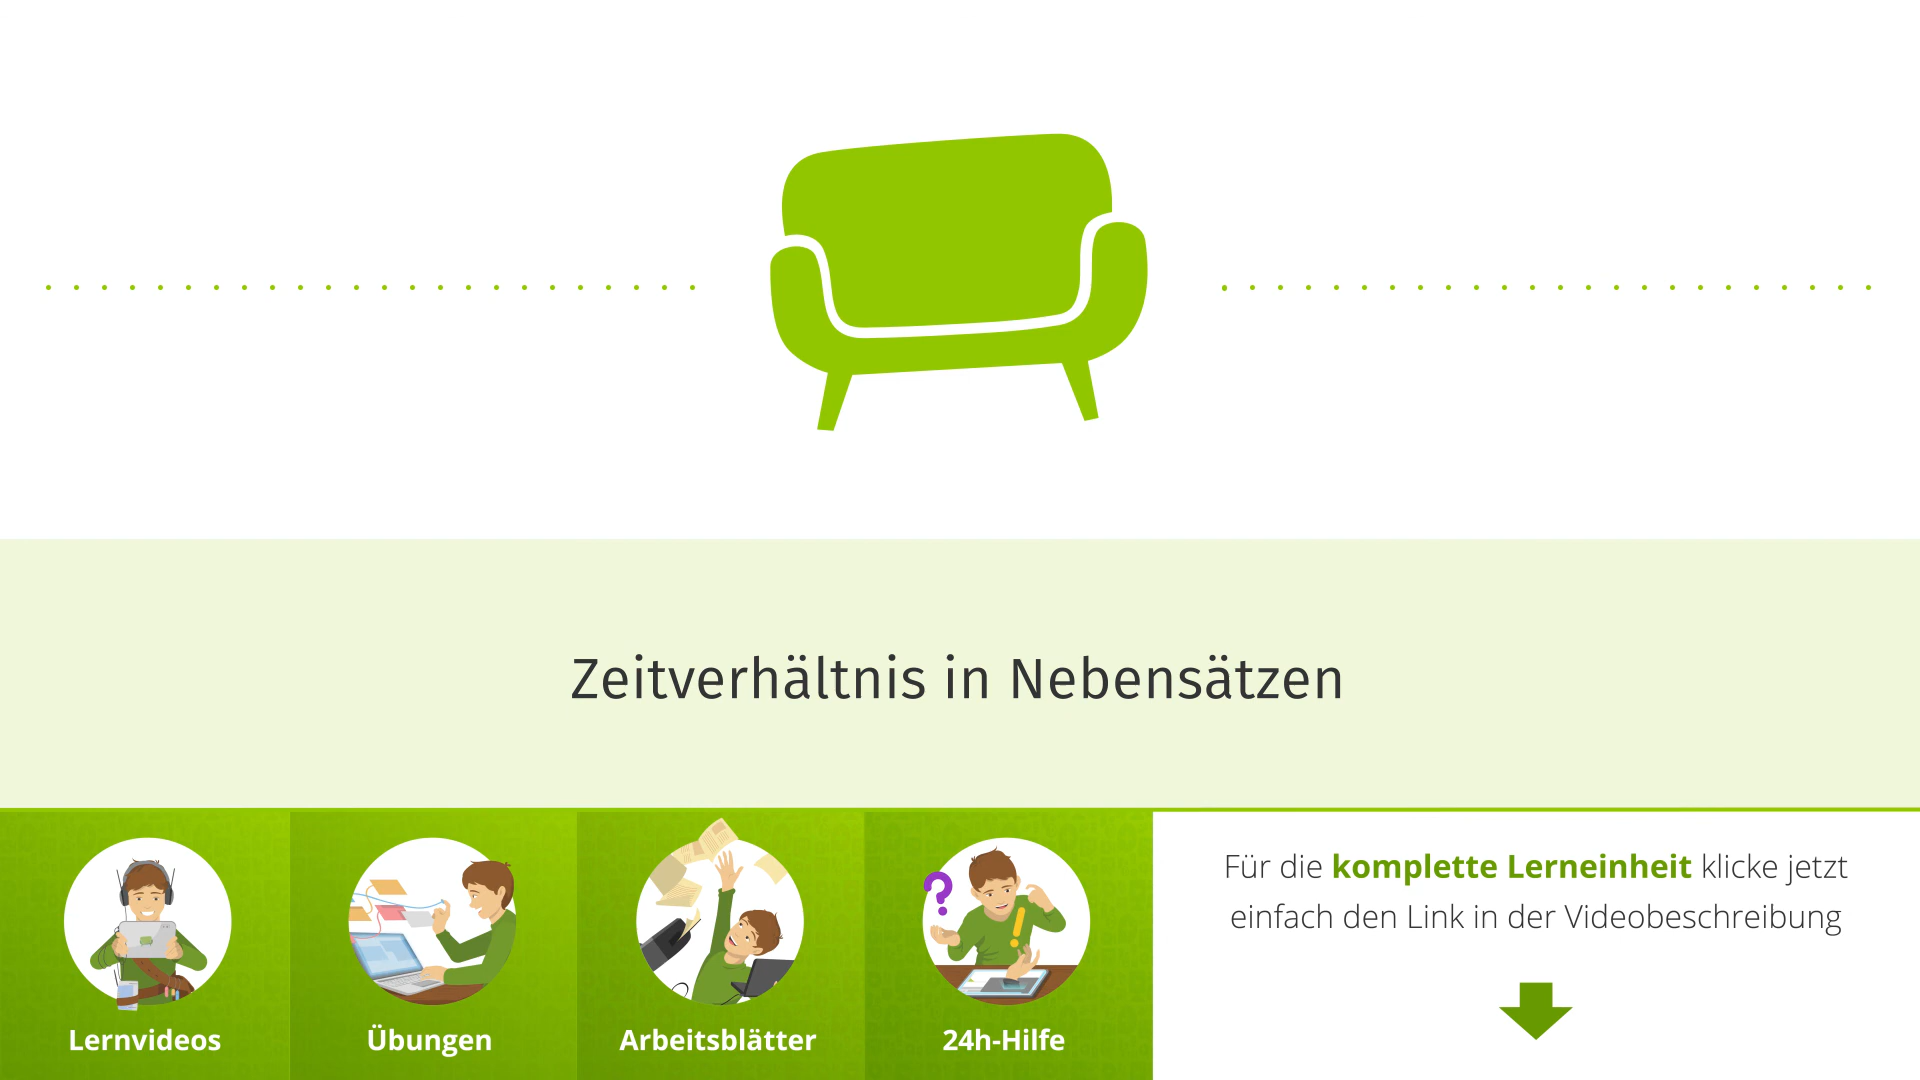 Zeitverhältnis in Nebensätzen
Für die komplette Lerneinheit klicke jetzt
einfach den Link in der Videobeschreibung
Lernvideos
Übungen
Arbeitsblätter
24h-Hilfe